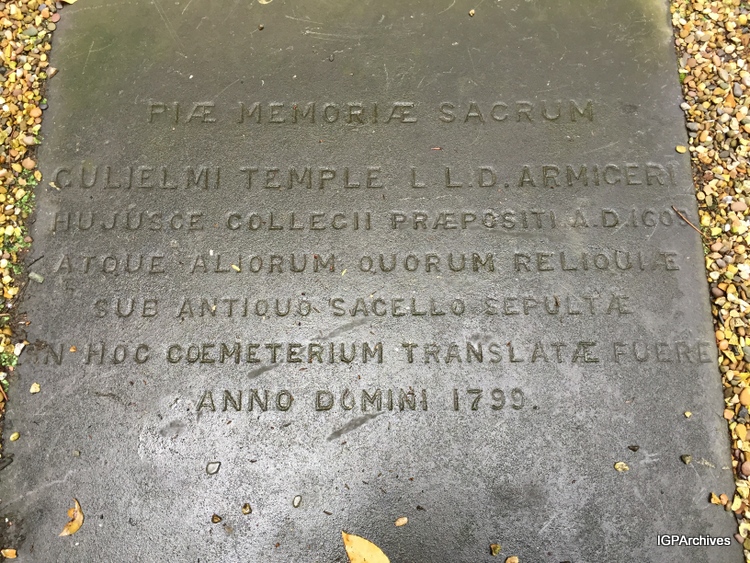 PIÆ MEMORIÆ SACRUM
GULIELMI TEMPLE L L.D. ARMIGERI
HUJUSCE COLLEGII PRÆPOSITI A.D. 1609
ATQUE ALIORUM QUORUM RELIQUIÆ
SUB ANTIQUO SACELLO SEPULTÆ
IN HOC CŒMETERIUM TRANSLATÆ FUERE
ANNO DOMINI 1799.
IGPArchives